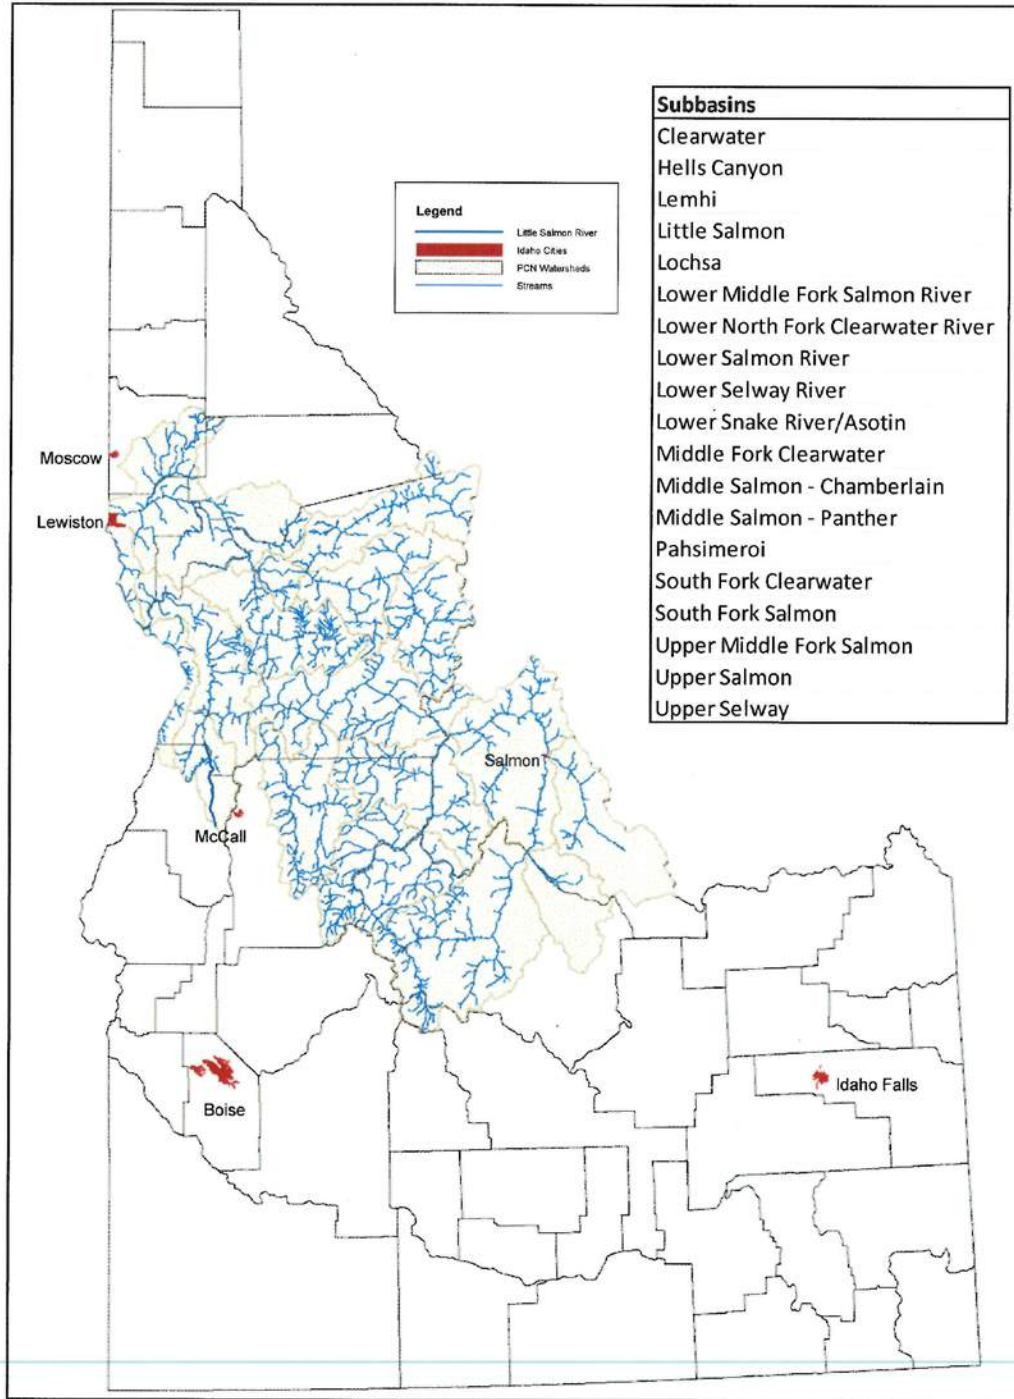 Subbasins
Clearwater
Hells Canyon
Lemhi
Little Salmon
Lochsa
Lower Middle Fork Salmon River
Lower North Fork Clearwater River
Lower Salmon River
Lower Selway River
Lower Snake River/Asotin
Middle Fork Clearwater
Middle Salmon - Chamberlain
Middle Salmon - Panther
Pahsimeroi
South Fork Clearwater
South Fork Salmon
Upper Middle Fork Salmon
Upper Salmon
Upper Selway
Legend
Little Salmon River
Idaho Cities
PCN Watersheds
Streams
Moscow
Lewiston
Salmon
McCall
Boise
Idaho Falls